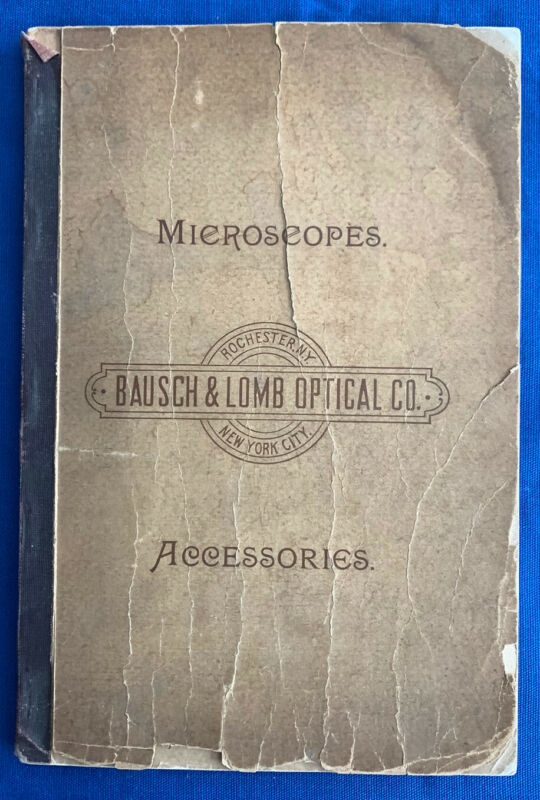 MICROSCOPES.
ROCHESTER. N.Y.
BAUSCH & LOMB OPTICAL CO.
NEW YORK CITY.
ACCESSORIES.